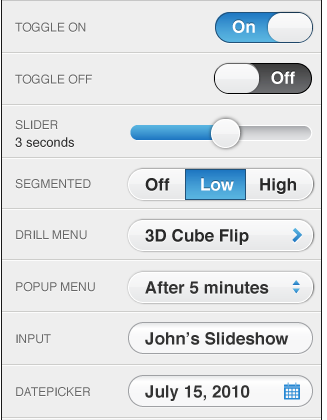 TOGGLE ON On
TOGGLE OFF Off
SLIDER
3 seconds
SEGMENTED Off Low High
DRILL MENU 3D Cube Flip
POPUP MENU After 5 minutes
INPUT John's Slideshow
DATEPICKER July 15, 2010